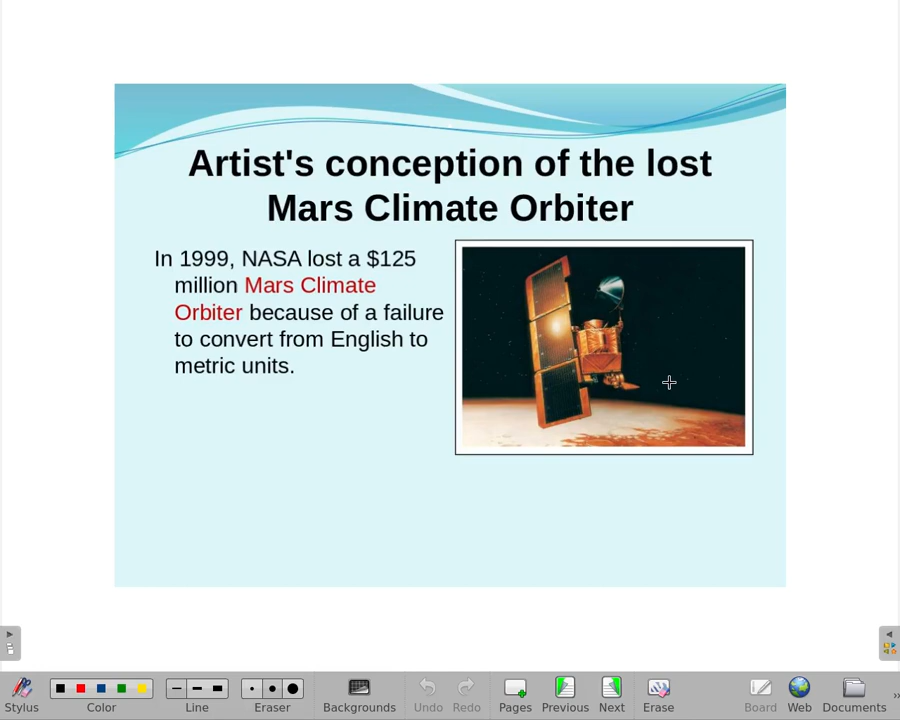 Artist's conception of the lost
Mars Climate Orbiter
In 1999, NASA lost a $125
million Mars Climate
Orbiter because of a failure
to convert from English to
metric units.
Stylus
Color
Line
Eraser
Backgrounds
Undo
Redo
Pages
Previous
Next
Erase
Board
Web
Documents